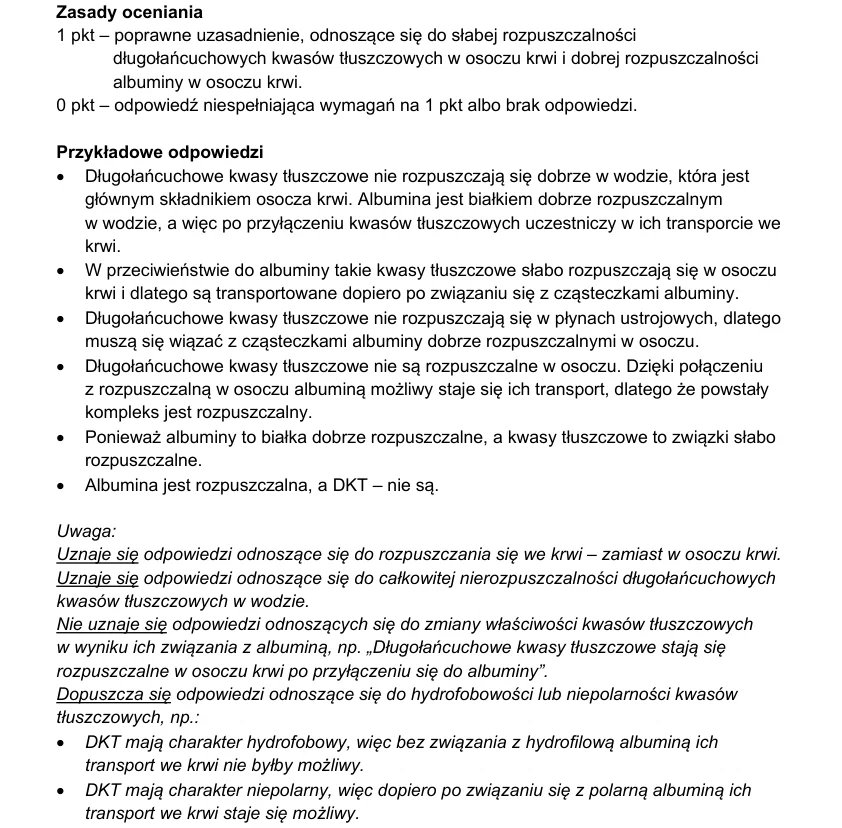 Zasady oceniania
1 pkt – poprawne uzasadnienie, odnoszące się do słabej rozpuszczalności
długołańcuchowych kwasów tłuszczowych w osoczu krwi i dobrej rozpuszczalności
albuminy w osoczu krwi.
0 pkt – odpowiedź niespełniająca wymagań na 1 pkt albo brak odpowiedzi.
Przykładowe odpowiedzi
• Długołańcuchowe kwasy tłuszczowe nie rozpuszczają się dobrze w wodzie, która jest
głównym składnikiem osocza krwi. Albumina jest białkiem dobrze rozpuszczalnym
w wodzie, a więc po przyłączeniu kwasów tłuszczowych uczestniczy w ich transporcie we
krwi.
• W przeciwieństwie do albuminy takie kwasy tłuszczowe słabo rozpuszczają się w osoczu
krwi i dlatego są transportowane dopiero po związaniu się z cząsteczkami albuminy.
• Długołańcuchowe kwasy tłuszczowe nie rozpuszczają się w płynach ustrojowych, dlatego
muszą się wiązać z cząsteczkami albuminy dobrze rozpuszczalnymi w osoczu.
• Długołańcuchowe kwasy tłuszczowe nie są rozpuszczalne w osoczu. Dzięki połączeniu
z rozpuszczalną w osoczu albuminą możliwy staje się ich transport, dlatego że powstały
kompleks jest rozpuszczalny.
• Ponieważ albuminy to białka dobrze rozpuszczalne, a kwasy tłuszczowe to związki słabo
rozpuszczalne.
• Albumina jest rozpuszczalna, a DKT – nie są.
Uwaga:
Uznaje się odpowiedzi odnoszące się do rozpuszczania się we krwi – zamiast w osoczu krwi.
Uznaje się odpowiedzi odnoszące się do całkowitej nierozpuszczalności długołańcuchowych
kwasów tłuszczowych w wodzie.
Nie uznaje się odpowiedzi odnoszących się do zmiany właściwości kwasów tłuszczowych
w wyniku ich związania z albuminą, np. „Długołańcuchowe kwasy tłuszczowe stają się
rozpuszczalne w osoczu krwi po przyłączeniu się do albuminy”.
Dopuszcza się odpowiedzi odnoszące się do hydrofobowości lub niepolarności kwasów
tłuszczowych, np.:
• DKT mają charakter hydrofobowy, więc bez związania z hydrofilową albuminą ich
transport we krwi nie byłby możliwy.
• DKT mają charakter niepolarny, więc dopiero po związaniu się z polarną albuminą ich
transport we krwi staje się możliwy.